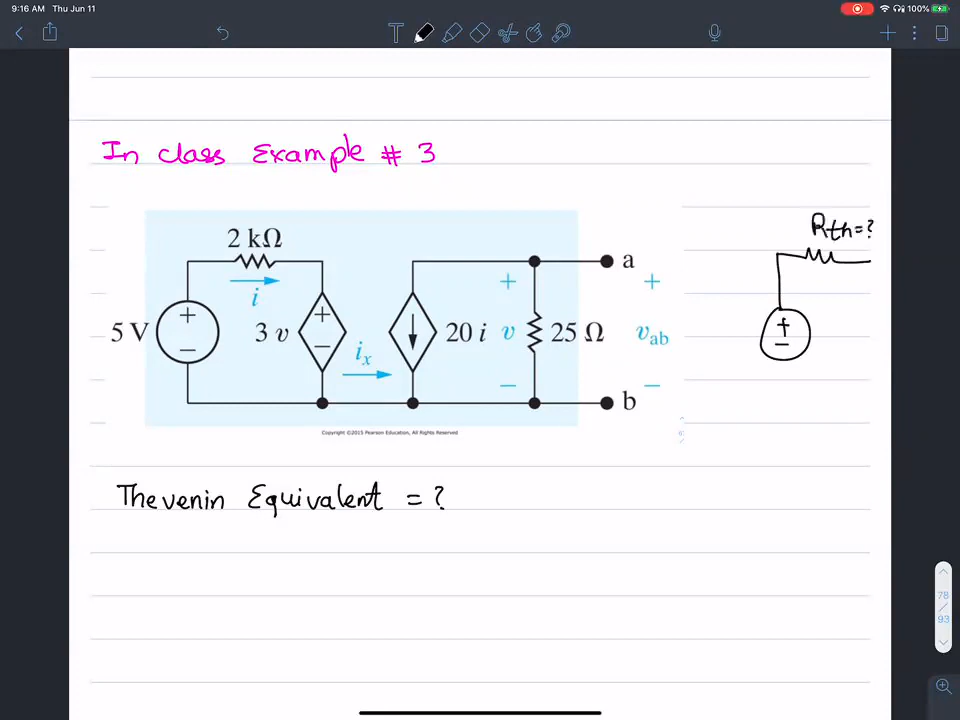 9:16 AM Thu Jun 11
100%
In class Example # 3
2 kΩ
i
5 V
+
−
3 v
+
−
i x
20 i
+
v
−
25 Ω
a
+
v ab
−
b
Rth=?
+
−
Copyright ©2015 Pearson Education, All Rights Reserved
Thevenin Equivalent = ?
78
/
93